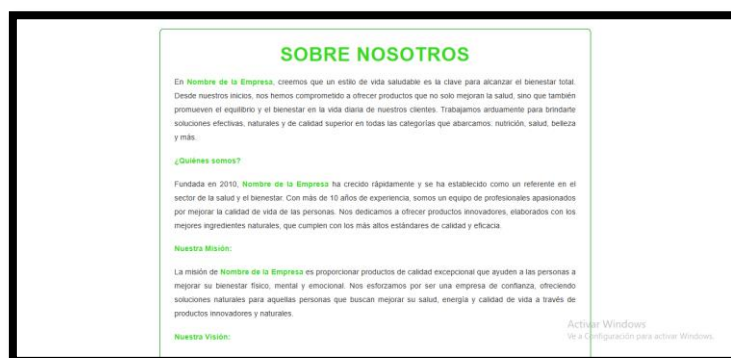 SOBRE NOSOTROS
En Nombre de la Empresa, creemos que un estilo de vida saludable es la clave para alcanzar el bienestar total.
Desde nuestros inicios, nos hemos comprometido a ofrecer productos que no solo mejoran la salud, sino que también
promueven el equilibrio y el bienestar en la vida diaria de nuestros clientes. Trabajamos arduamente para brindarte
soluciones efectivas, naturales y de calidad superior en todas las categorías que abarcamos: nutrición, salud, belleza
y más.
¿Quiénes somos?
Fundada en 2010, Nombre de la Empresa ha crecido rápidamente y se ha establecido como un referente en el
sector de la salud y el bienestar. Con más de 10 años de experiencia, somos un equipo de profesionales apasionados
por mejorar la calidad de vida de las personas. Nos dedicamos a ofrecer productos innovadores, elaborados con los
mejores ingredientes naturales, que cumplen con los más altos estándares de calidad y eficacia.
Nuestra Misión:
La misión de Nombre de la Empresa es proporcionar productos de calidad excepcional que ayuden a las personas a
mejorar su bienestar físico, mental y emocional. Nos esforzamos por ser una empresa de confianza, ofreciendo
soluciones naturales para aquellas personas que buscan mejorar su salud, energía y calidad de vida a través de
productos innovadores y naturales.
Nuestra Visión:
Activar Windows
Ve a Configuración para activar Windows.